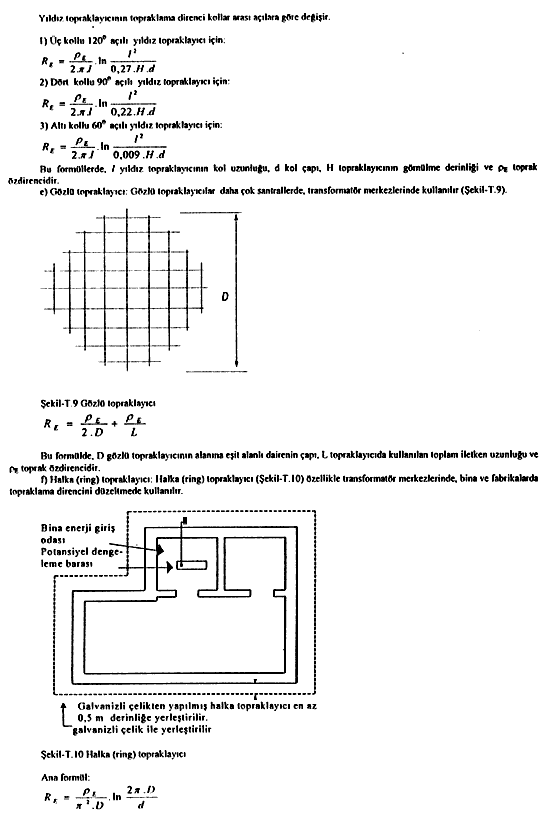 Yıldız topraklayıcının topraklama direnci kollar arası açılara göre değişir.
1) Üç kollu 120° açılı yıldız topraklayıcı için:
R_E = ρ_E / 2.π.l . ln l² / 0,27.H.d
2) Dört kollu 90° açılı yıldız topraklayıcı için:
R_E = ρ_E / 2.π.l . ln l² / 0,22.H.d
3) Altı kollu 60° açılı yıldız topraklayıcı için:
R_E = ρ_E / 2.π.l . ln l² / 0,009.H.d
Bu formüllerde, l yıldız topraklayıcının kol uzunluğu, d kol çapı, H topraklayıcının gömülme derinliği ve ρE toprak
özdirencidir.
e) Gözlü topraklayıcı: Gözlü topraklayıcılar daha çok santrallerde, transformatör merkezlerinde kullanılır (Şekil-T.9).
D
Şekil-T.9 Gözlü topraklayıcı
R_E = ρ_E / 2.D + ρ_E / L
Bu formülde, D gözlü topraklayıcının alanına eşit alanlı dairenin çapı, L topraklayıcıda kullanılan toplam iletken uzunluğu ve
ρE toprak özdirencidir.
f) Halka (ring) topraklayıcı: Halka (ring) topraklayıcı (Şekil-T.10) özellikle transformatör merkezlerinde, bina ve fabrikalarda
topraklama direncini düzeltmede kullanılır.
Bina enerji giriş
odası
Potansiyel denge-
leme barası
Galvanizli çelikten yapılmış halka topraklayıcı en az
0,5 m derinliğe yerleştirilir.
galvanizli çelik ile yerleştirilir
Şekil-T.10 Halka (ring) topraklayıcı
Ana formül:
R_E = ρ_E / π².D . ln 2π.D / d